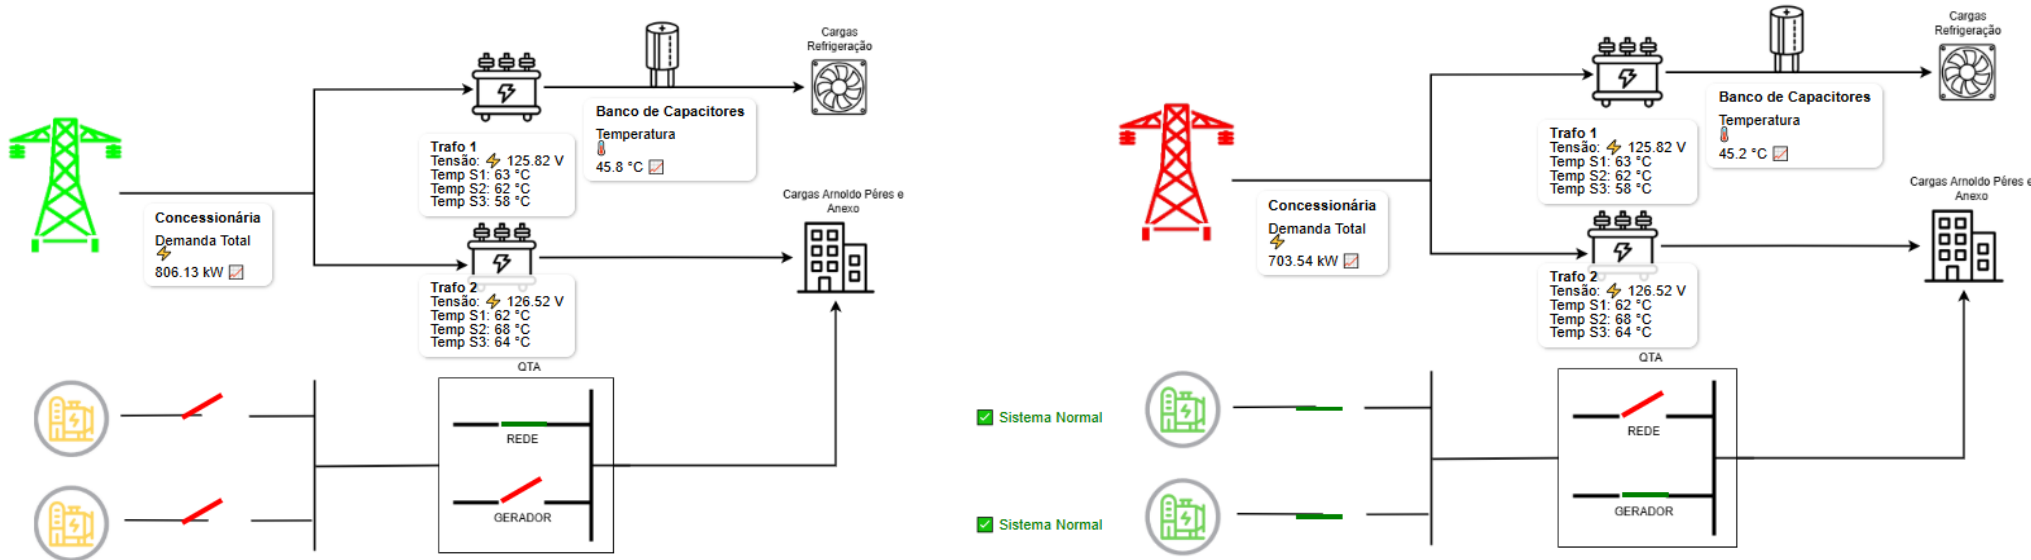 Cargas
Refrigeração
Banco de Capacitores
Temperatura
45.8 °C
Trafo 1
Tensão: 125.82 V
Temp S1: 63 °C
Temp S2: 62 °C
Temp S3: 58 °C
Cargas Arnoldo Péres e
Anexo
Concessionária
Demanda Total
806.13 kW
Trafo 2
Tensão: 126.52 V
Temp S1: 62 °C
Temp S2: 68 °C
Temp S3: 64 °C
QTA
REDE
GERADOR
Cargas
Refrigeração
Banco de Capacitores
Temperatura
45.2 °C
Trafo 1
Tensão: 125.82 V
Temp S1: 63 °C
Temp S2: 62 °C
Temp S3: 58 °C
Cargas Arnoldo Péres e
Anexo
Concessionária
Demanda Total
703.54 kW
Trafo 2
Tensão: 126.52 V
Temp S1: 62 °C
Temp S2: 68 °C
Temp S3: 64 °C
QTA
Sistema Normal
REDE
Sistema Normal
GERADOR